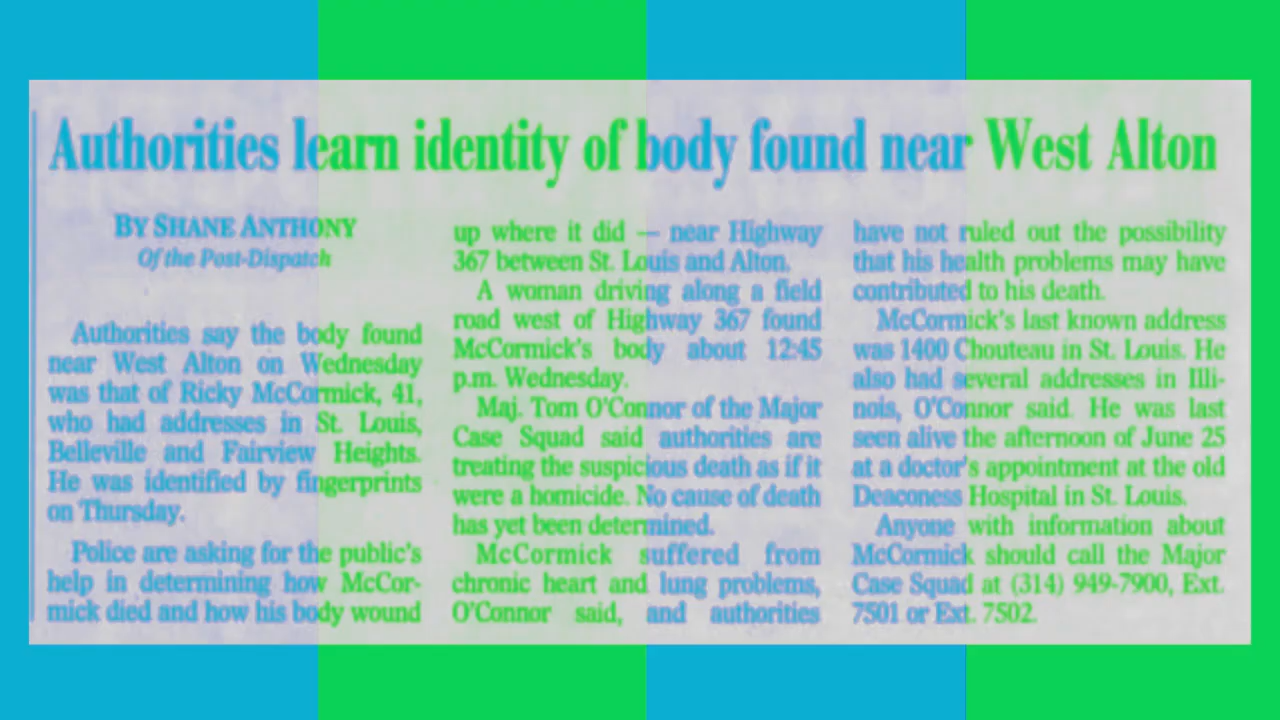 Authorities learn identity of body found near West Alton
BY SHANE ANTHONY
Of the Post-Dispatch
Authorities say the body found
near West Alton on Wednesday
was that of Ricky McCormick, 41,
who had addresses in St. Louis,
Belleville and Fairview Heights.
He was identified by fingerprints
on Thursday.
Police are asking for the public's
help in determining how McCor-
mick died and how his body wound
up where it did — near Highway
367 between St. Louis and Alton.
A woman driving along a field
road west of Highway 367 found
McCormick's body about 12:45
p.m. Wednesday.
Maj. Tom O'Connor of the Major
Case Squad said authorities are
treating the suspicious death as if it
were a homicide. No cause of death
has yet been determined.
McCormick suffered from
chronic heart and lung problems,
O'Connor said, and authorities
have not ruled out the possibility
that his health problems may have
contributed to his death.
McCormick's last known address
was 1400 Chouteau in St. Louis. He
also had several addresses in Illi-
nois, O'Connor said. He was last
seen alive the afternoon of June 25
at a doctor's appointment at the old
Deaconess Hospital in St. Louis.
Anyone with information about
McCormick should call the Major
Case Squad at (314) 949-7900, Ext.
7501 or Ext. 7502.